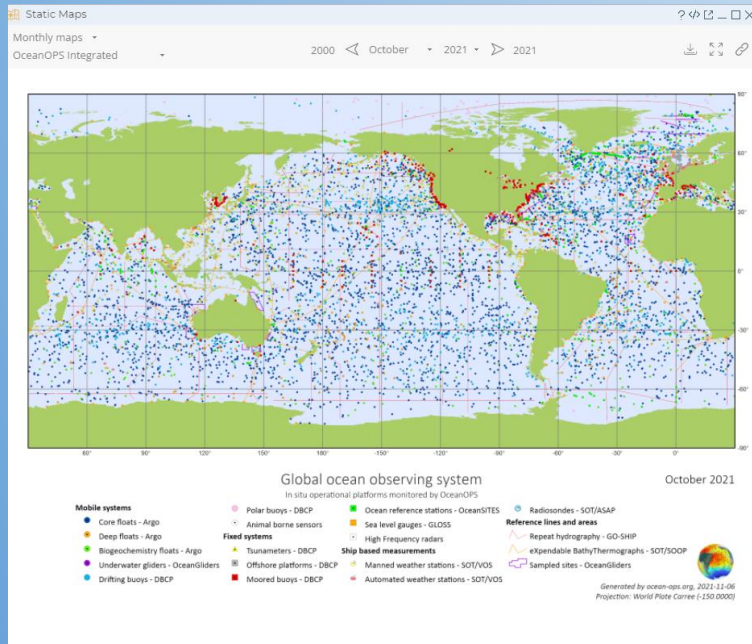 Static Maps
Monthly maps
OceanOPS Integrated
2000 October 2021 2021
80°
60°
30°
0°
-30°
-60°
-90°
60° 90° 120° 150° 180° -150° -120° -90° -60° -30° 0° 30°
Global ocean observing system
October 2021
In situ operational platforms monitored by OceanOPS
Mobile systems
Core floats - Argo
Deep floats - Argo
Biogeochemistry floats - Argo
Underwater gliders - OceanGliders
Drifting buoys - DBCP
Polar buoys - DBCP
Animal borne sensors
Fixed systems
Tsunameters - DBCP
Offshore platforms - DBCP
Moored buoys - DBCP
Ocean reference stations - OceanSITES
Sea level gauges - GLOSS
High Frequency radars
Ship based measurements
Manned weather stations - SOT/VOS
Automated weather stations - SOT/VOS
Radiosondes - SOT/ASAP
Reference lines and areas
Repeat hydrography - GO-SHIP
eXpendable BathyThermographs - SOT/SOOP
Sampled sites - OceanGliders
Generated by ocean-ops.org, 2021-11-06
Projection: World Plate Carree (-150.0000)